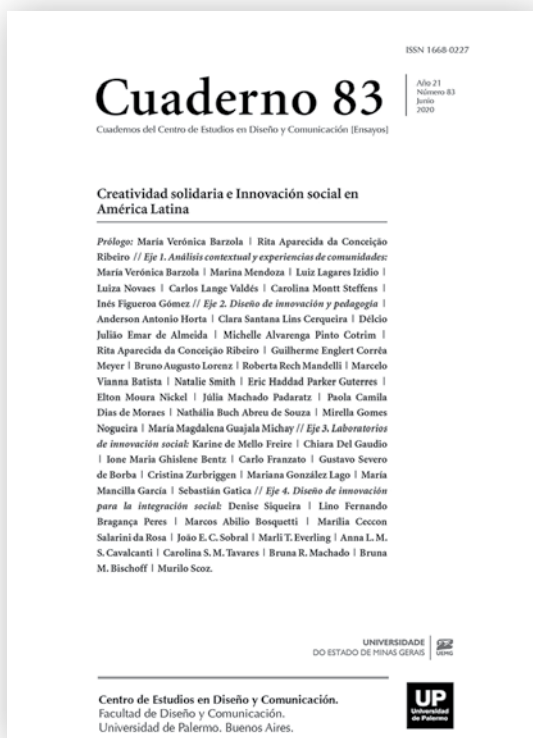 ISSN 1668-0227
Cuaderno 83
Año 21
Número 83
Junio
2020
Cuadernos del Centro de Estudios en Diseño y Comunicación [Ensayos]
Creatividad solidaria e Innovación social en
América Latina
Prólogo: María Verónica Barzola | Rita Aparecida da Conceição
Ribeiro // Eje 1. Análisis contextual y experiencias de comunidades:
María Verónica Barzola | Marina Mendoza | Luiz Lagares Izidio |
Luiza Novaes | Carlos Lange Valdés | Carolina Montt Steffens |
Inés Figueroa Gómez // Eje 2. Diseño de innovación y pedagogía |
Anderson Antonio Horta | Clara Santana Lins Cerqueira | Délcio
Julião Emar de Almeida | Michelle Alvarenga Pinto Cotrim |
Rita Aparecida da Conceição Ribeiro | Guilherme Englert Corrêa
Meyer | Bruno Augusto Lorenz | Roberta Rech Mandelli | Marcelo
Vianna Batista | Natalie Smith | Eric Haddad Parker Guterres |
Elton Moura Nickel | Júlia Machado Padaratz | Paola Camila
Dias de Moraes | Nathália Buch Abreu de Souza | Mirella Gomes
Nogueira | María Magdalena Guajala Michay // Eje 3. Laboratorios
de innovación social: Karine de Mello Freire | Chiara Del Gaudio
| Ione Maria Ghislene Bentz | Carlo Franzato | Gustavo Severo
de Borba | Cristina Zurbriggen | Mariana González Lago | María
Mancilla García | Sebastián Gatica // Eje 4. Diseño de innovación
para la integración social: Denise Siqueira | Lino Fernando
Bragança Peres | Marcos Abilio Bosquetti | Marília Ceccon
Salarini da Rosa | João E. C. Sobral | Marli T. Everling | Anna L. M.
S. Cavalcanti | Carolina S. M. Tavares | Bruna R. Machado | Bruna
M. Bischoff | Murilo Scoz.
UNIVERSIDADE
DO ESTADO DE MINAS GERAIS
UEMG
Centro de Estudios en Diseño y Comunicación.
Facultad de Diseño y Comunicación.
Universidad de Palermo. Buenos Aires.
UP
Universidad
de Palermo